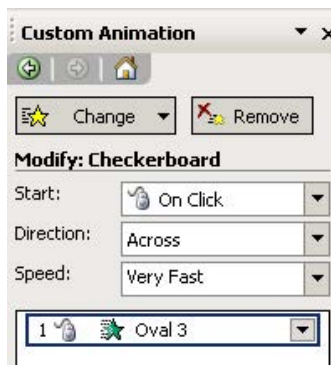 Custom Animation
Change Remove
Modify: Checkerboard
Start: On Click
Direction: Across
Speed: Very Fast
1 Oval 3